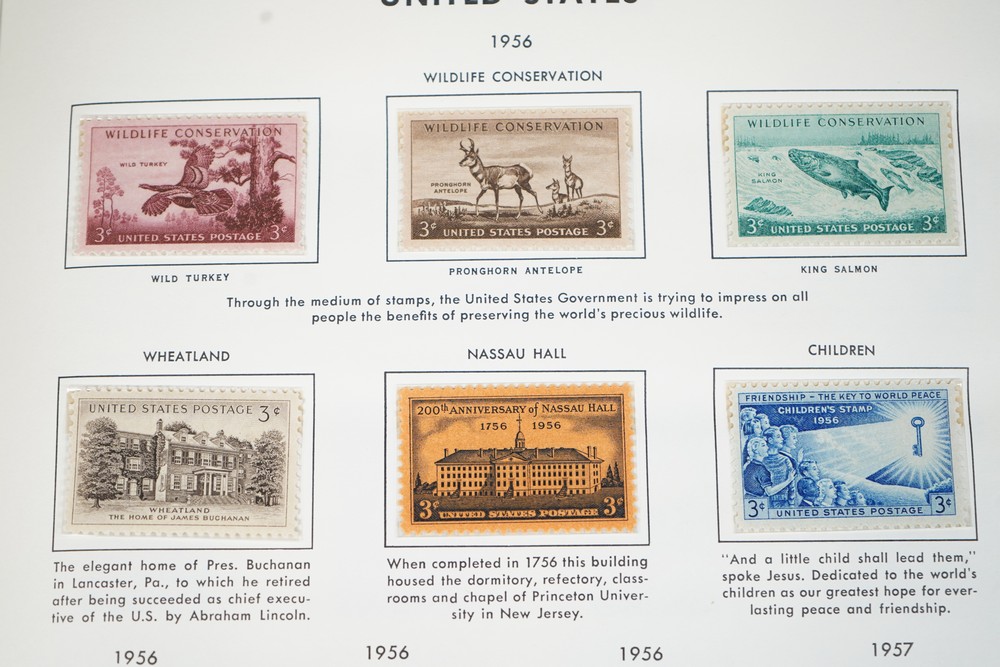 UNITED STATES
1956
WILDLIFE CONSERVATION
WILDLIFE CONSERVATION
WILD TURKEY
3¢ UNITED STATES POSTAGE 3¢
WILDLIFE CONSERVATION
PRONGHORN
ANTELOPE
3¢ UNITED STATES POSTAGE 3¢
WILDLIFE CONSERVATION
KING
SALMON
3¢ UNITED STATES POSTAGE 3¢
WILD TURKEY
PRONGHORN ANTELOPE
KING SALMON
Through the medium of stamps, the United States Government is trying to impress on all
people the benefits of preserving the world's precious wildlife.
WHEATLAND
NASSAU HALL
CHILDREN
UNITED STATES POSTAGE 3¢
WHEATLAND
THE HOME OF JAMES BUCHANAN
200th ANNIVERSARY of NASSAU HALL
1756 1956
3¢ UNITED STATES POSTAGE 3¢
FRIENDSHIP – THE KEY TO WORLD PEACE
CHILDREN'S STAMP
1956
3¢ UNITED STATES POSTAGE 3¢
The elegant home of Pres. Buchanan
in Lancaster, Pa., to which he retired
after being succeeded as chief execu-
tive of the U.S. by Abraham Lincoln.
When completed in 1756 this building
housed the dormitory, refectory, class-
rooms and chapel of Princeton Univer-
sity in New Jersey.
"And a little child shall lead them,"
spoke Jesus. Dedicated to the world's
children as our greatest hope for ever-
lasting peace and friendship.
1956
1956
1956
1957